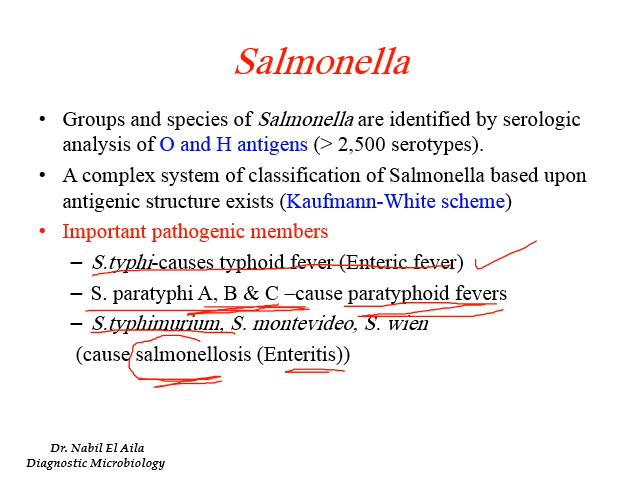 Salmonella
• Groups and species of Salmonella are identified by serologic
analysis of O and H antigens (> 2,500 serotypes).
• A complex system of classification of Salmonella based upon
antigenic structure exists (Kaufmann-White scheme)
• Important pathogenic members
– S.typhi-causes typhoid fever (Enteric fever)
– S. paratyphi A, B & C –cause paratyphoid fevers
– S.typhimurium, S. montevideo, S. wien
(cause salmonellosis (Enteritis))
Dr. Nabil El Aila
Diagnostic Microbiology